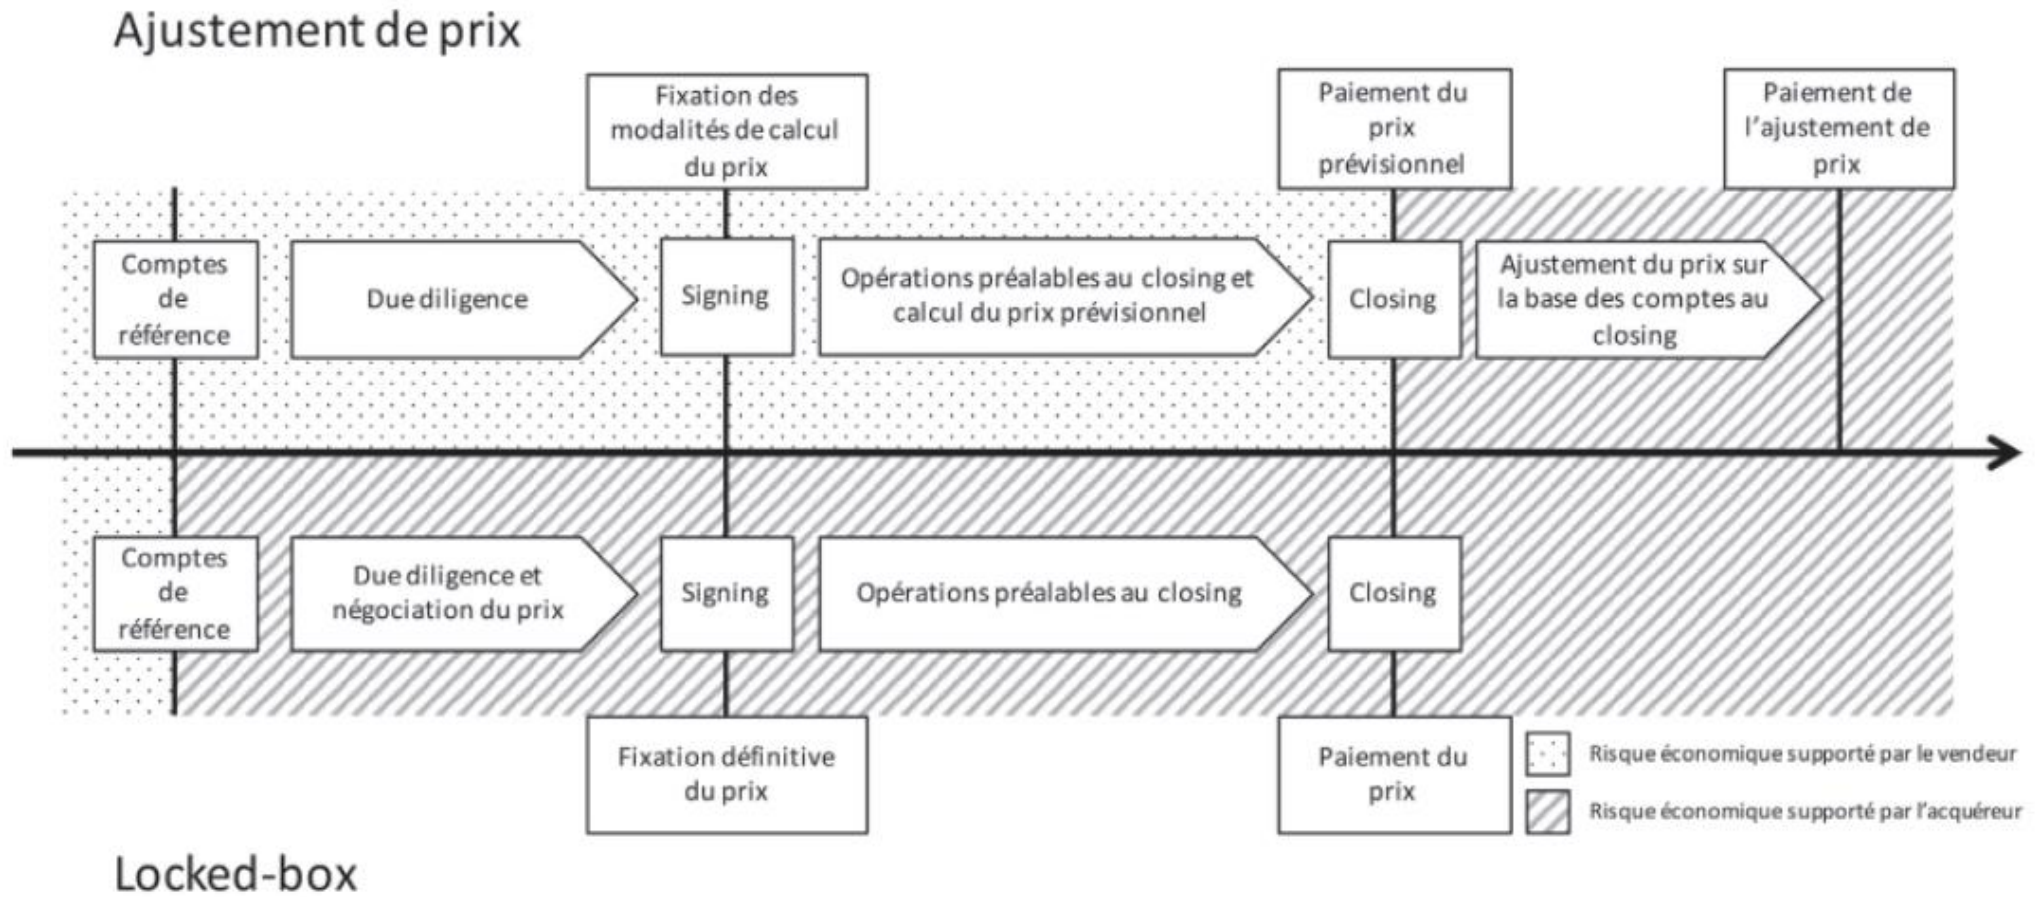 Ajustement de prix
Fixation des
modalités de calcul
du prix
Paiement du
prix
prévisionnel
Paiement de
l'ajustement de
prix
Comptes
de
référence
Due diligence
Signing
Opérations préalables au closing et
calcul du prix prévisionnel
Closing
Ajustement du prix sur
la base des comptes au
closing
Comptes
de
référence
Due diligence et
négociation du prix
Signing
Opérations préalables au closing
Closing
Fixation définitive
du prix
Paiement du
prix
Risque économique supporté par le vendeur
Risque économique supporté par l'acquéreur
Locked-box